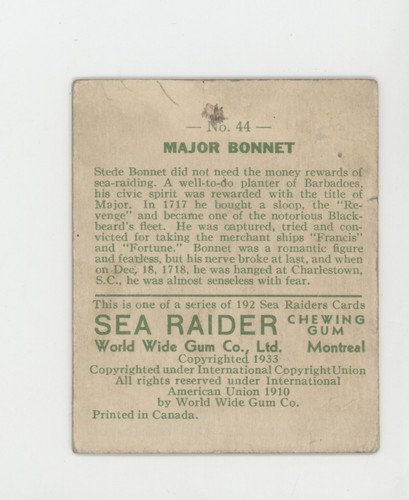 — No. 44 —
MAJOR BONNET
Stede Bonnet did not need the money rewards of
sea-raiding. A well-to-do planter of Barbadoes,
his civic spirit was rewarded with the title of
Major. In 1717 he bought a sloop, the "Re-
venge" and became one of the notorious Black-
beard's fleet. He was captured, tried and con-
victed for taking the merchant ships "Francis"
and "Fortune." Bonnet was a romantic figure
and fearless, but his nerve broke at last, and when
on Dec. 18, 1718, he was hanged at Charlestown,
S.C., he was almost senseless with fear.
This is one of a series of 192 Sea Raiders Cards
SEA RAIDER CHEWING GUM
World Wide Gum Co., Ltd. Montreal
Copyrighted 1933
Copyrighted under International Copyright Union
All rights reserved under International
American Union 1910
by World Wide Gum Co.
Printed in Canada.